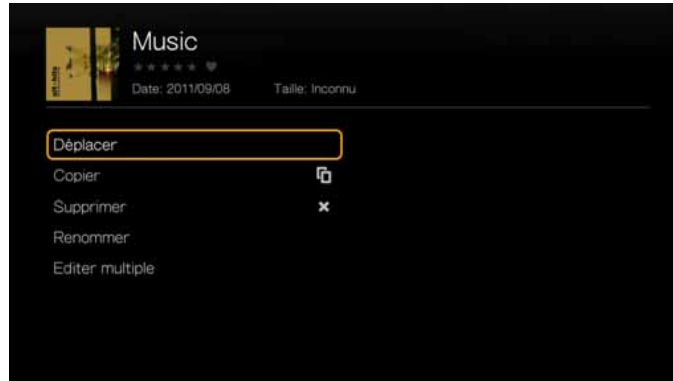 Music
Date: 2011/09/08 Taille: Inconnu
Déplacer
Copier
Supprimer
Renommer
Editer multiple